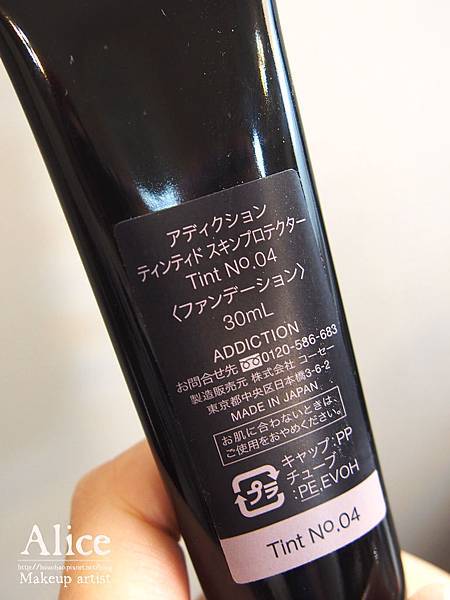 アディクション
ティンティド スキンプロテクター
Tint No.04
〈ファンデーション〉
30mL
ADDICTION
お問合せ先 0120-586-683
製造販売元 株式会社 コーセー
東京都中央区日本橋3-6-2
MADE IN JAPAN
お肌に合わないときは、
ご使用をおやめください。
プラ
キャップ:PP
チューブ
:PE,EVOH
Tint No.04
Alice
Makeup artist